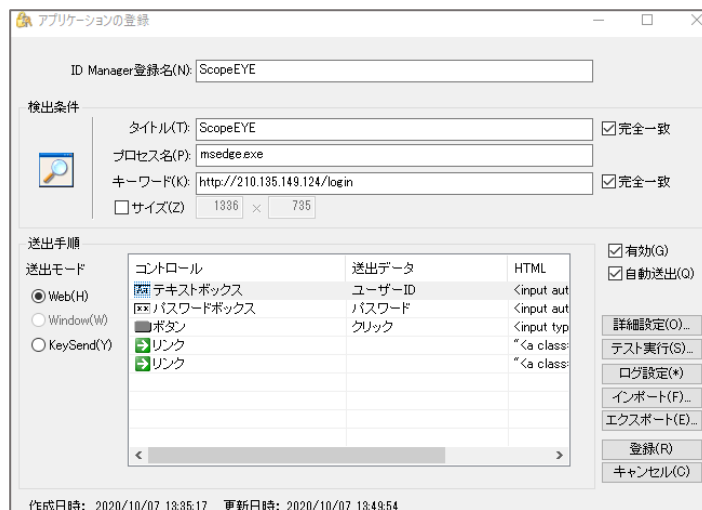 アプリケーションの登録
ID Manager登録名(N): ScopeEYE
検出条件
タイトル(T): ScopeEYE 完全一致
プロセス名(P): msedge.exe
キーワード(K): http://210.135.149.124/login 完全一致
サイズ(Z) 1336 × 735
送出手順
送出モード
Web(H)
Window(W)
KeySend(Y)
コントロール 送出データ HTML
テキストボックス ユーザーID <input aut
パスワードボックス パスワード <input aut
ボタン クリック <input typ
リンク "<a class=
リンク "<a class=
有効(G)
自動送出(Q)
詳細設定(O)...
テスト実行(S)...
ログ設定(*)
インポート(F)...
エクスポート(E)...
登録(R)
キャンセル(C)
作成日時: 2020/10/07 13:35:17 更新日時: 2020/10/07 13:49:54